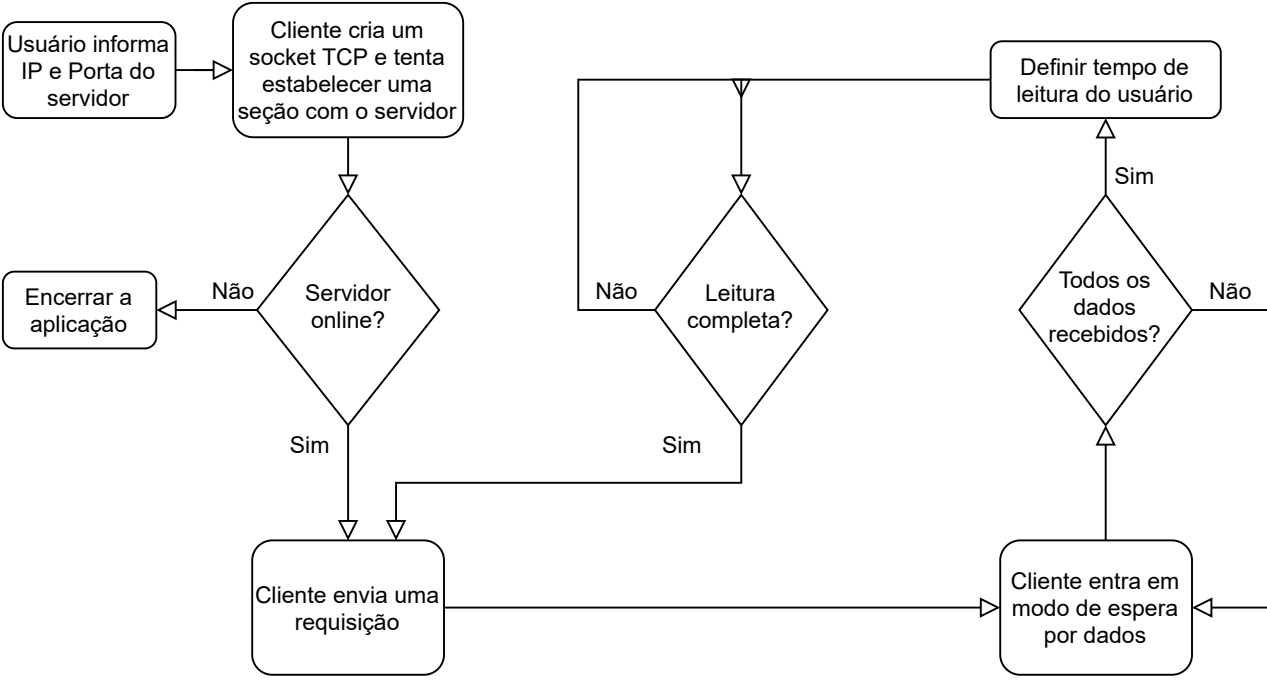 Usuário informa
IP e Porta do
servidor
Cliente cria um
socket TCP e tenta
estabelecer uma
seção com o servidor
Definir tempo de
leitura do usuário
Sim
Encerrar a
aplicação
Não
Servidor
online?
Não
Leitura
completa?
Todos os
dados
recebidos?
Não
Sim
Sim
Cliente envia uma
requisição
Cliente entra em
modo de espera
por dados